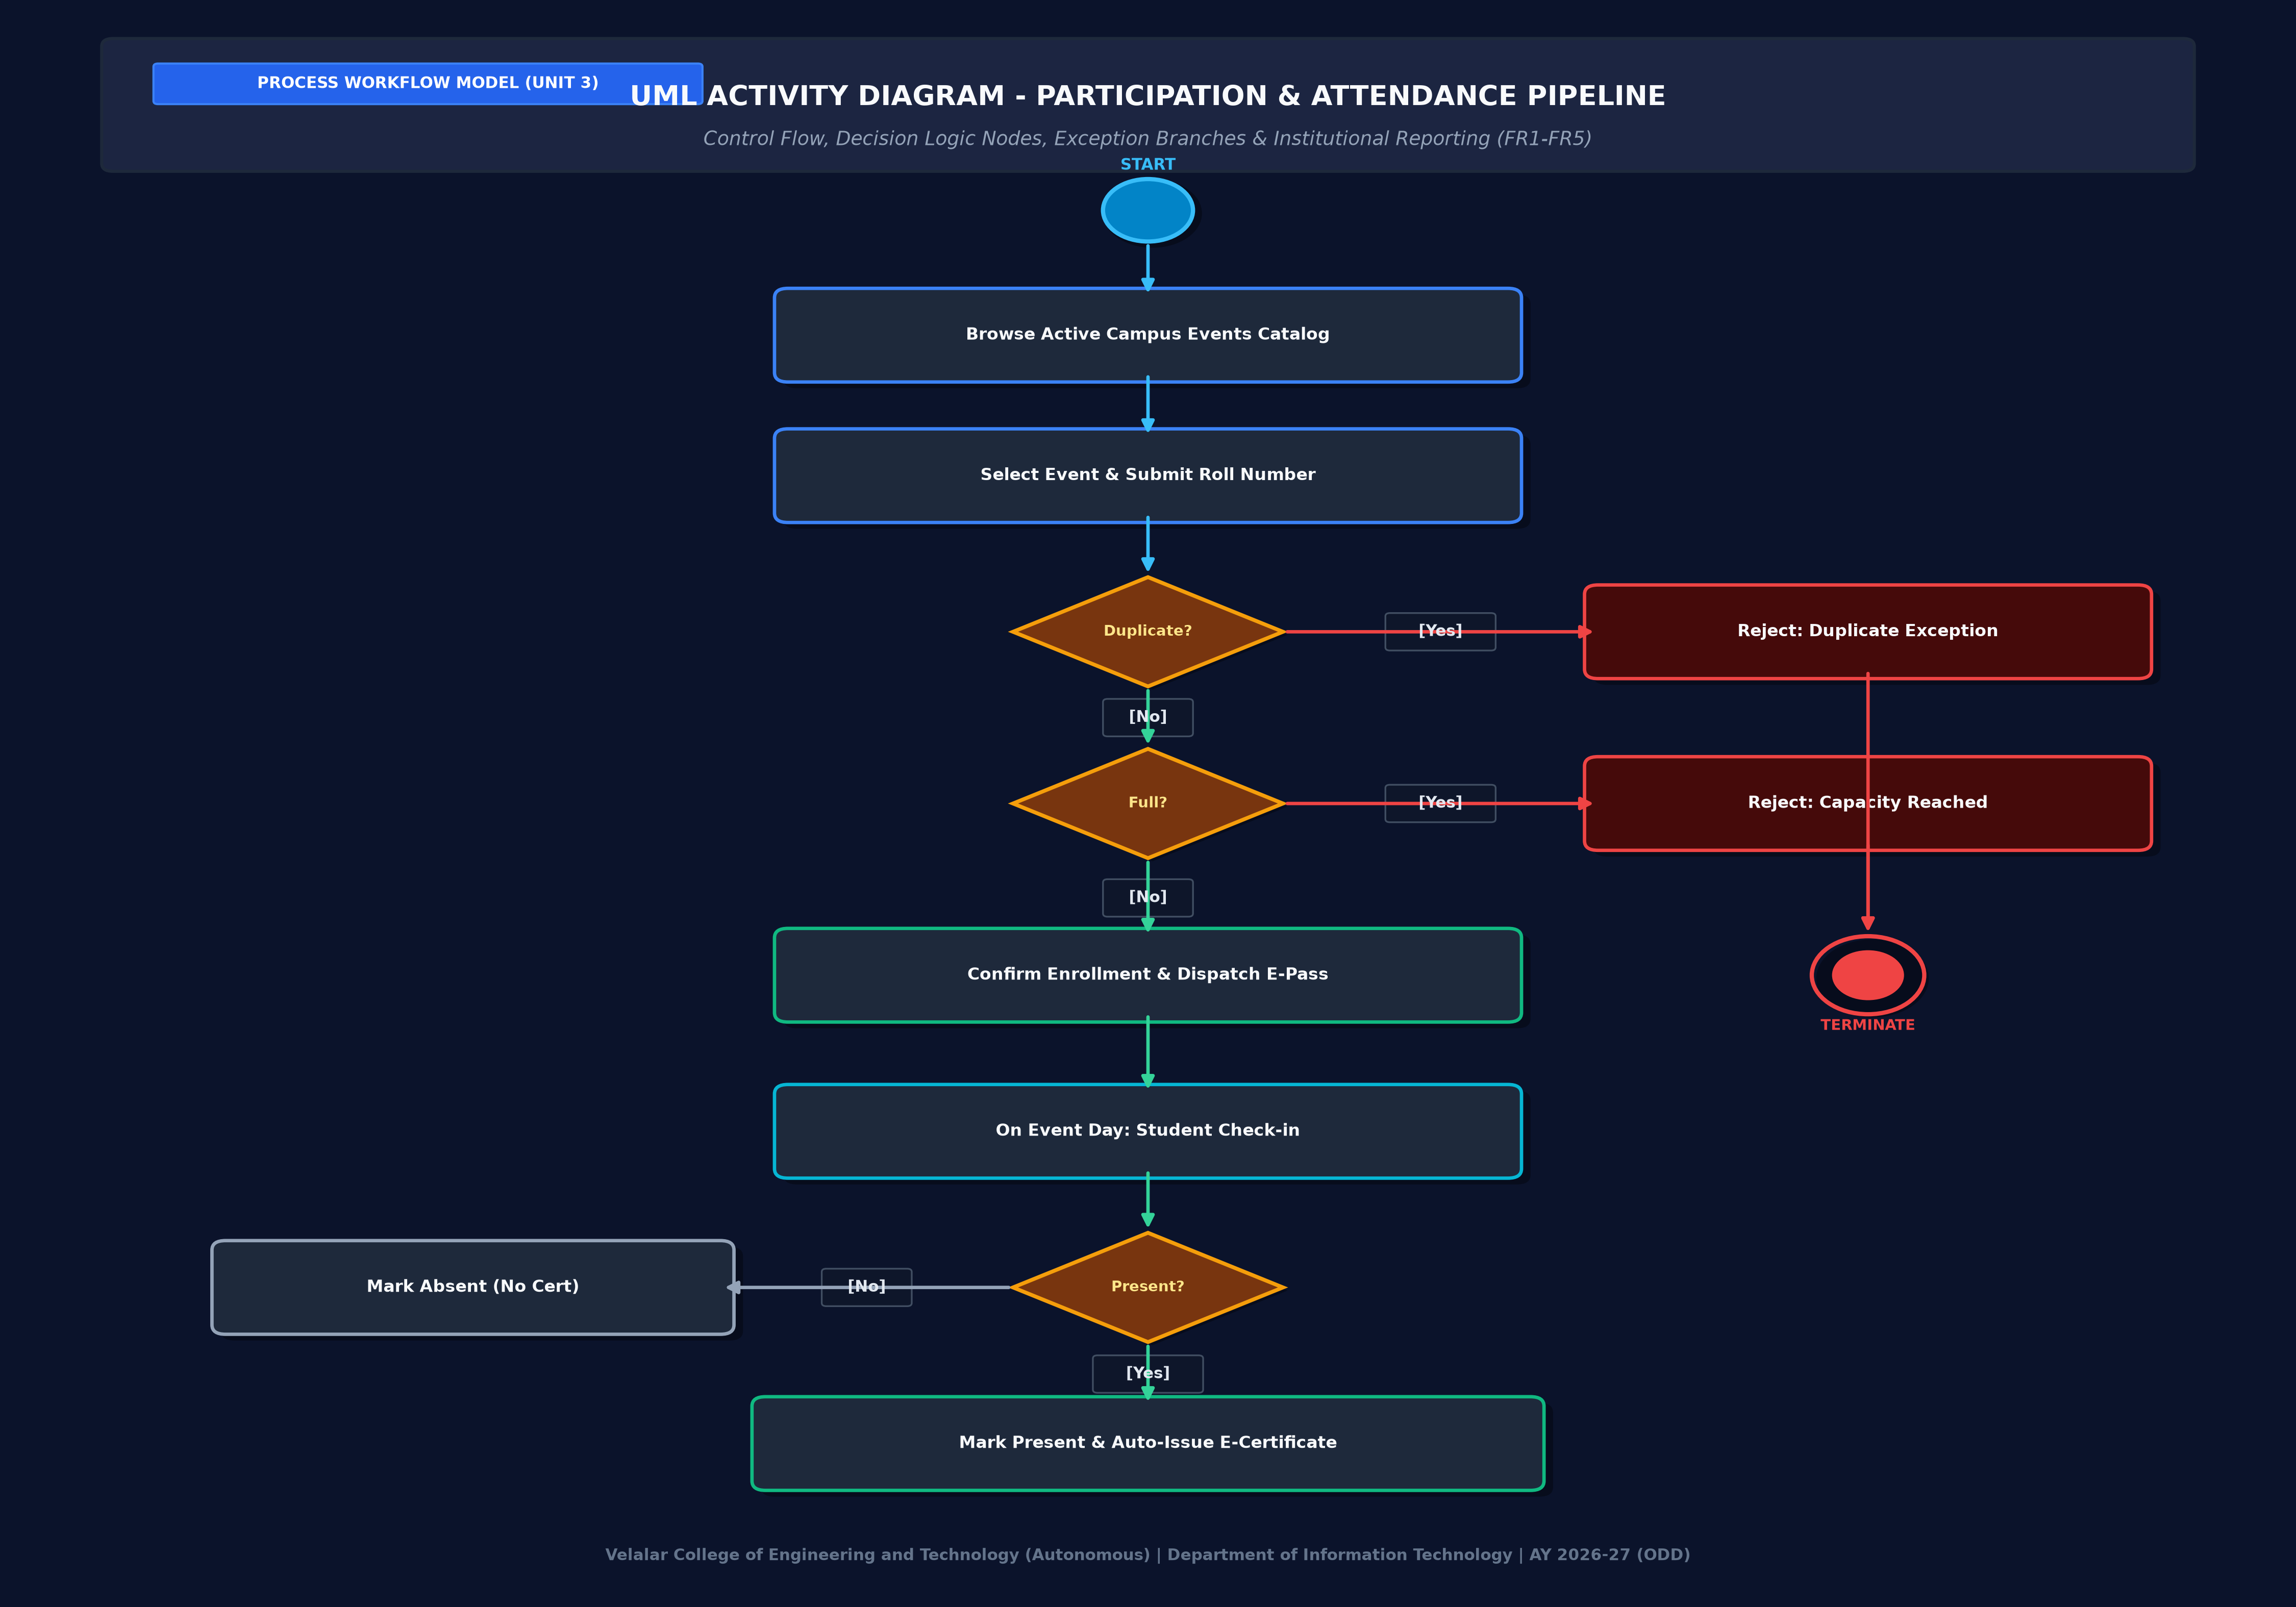 PROCESS WORKFLOW MODEL (UNIT 3)
UML ACTIVITY DIAGRAM - PARTICIPATION & ATTENDANCE PIPELINE
Control Flow, Decision Logic Nodes, Exception Branches & Institutional Reporting (FR1-FR5)
START
Browse Active Campus Events Catalog
Select Event & Submit Roll Number
Duplicate?
[Yes]
Reject: Duplicate Exception
[No]
Full?
[Yes]
Reject: Capacity Reached
[No]
Confirm Enrollment & Dispatch E-Pass
TERMINATE
On Event Day: Student Check-in
Mark Absent (No Cert)
[No]
Present?
[Yes]
Mark Present & Auto-Issue E-Certificate
Velalar College of Engineering and Technology (Autonomous) | Department of Information Technology | AY 2026-27 (ODD)